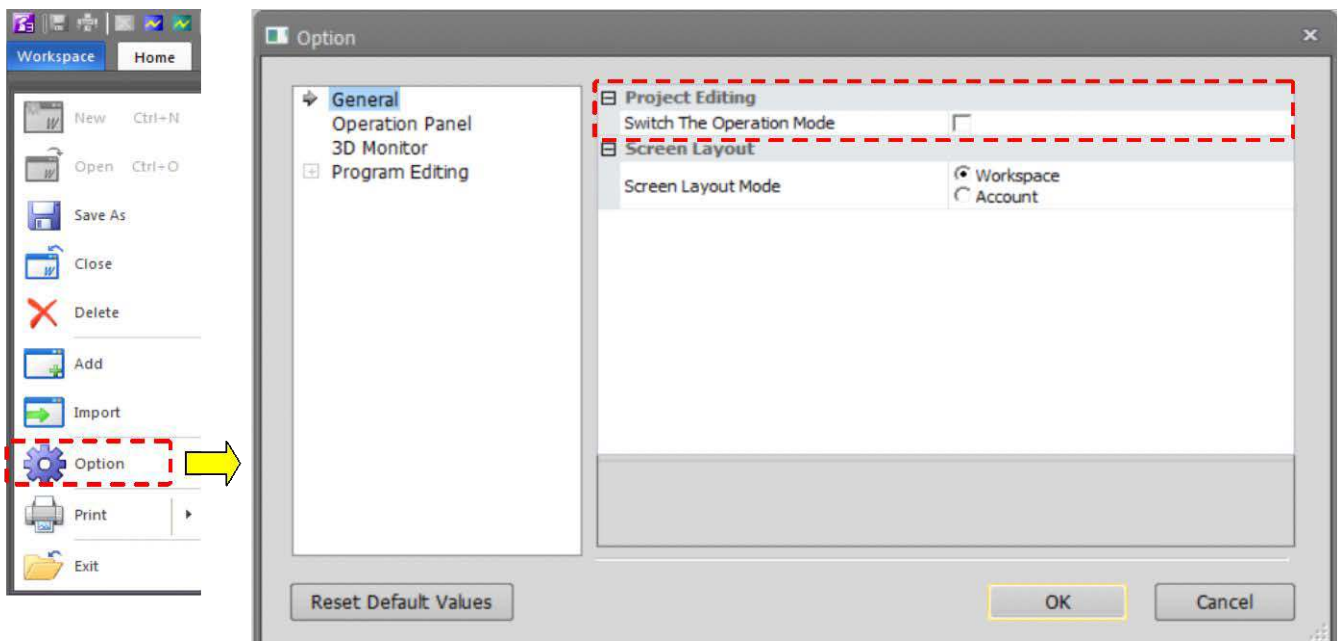 Workspace
Home
New Ctrl+N
Open Ctrl+O
Save As
Close
Delete
Add
Import
Option
Print
Exit
Option
General
Operation Panel
3D Monitor
Program Editing
Project Editing
Switch The Operation Mode
Screen Layout
Screen Layout Mode
Workspace
Account
Reset Default Values
OK
Cancel